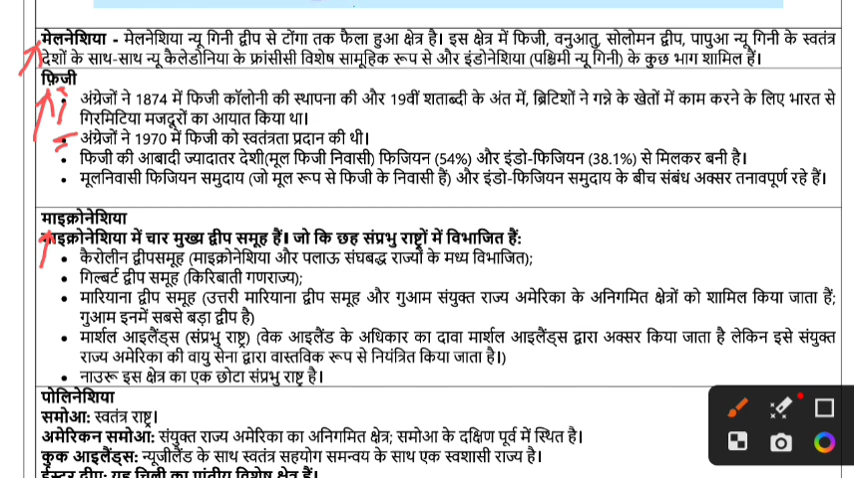 मेलनेशिया - मेलनेशिया न्यू गिनी द्वीप से टोंगा तक फैला हुआ क्षेत्र है। इस क्षेत्र में फिजी, वनुआतु, सोलोमन द्वीप, पापुआ न्यू गिनी के स्वतंत्र
देशों के साथ-साथ न्यू कैलेडोनिया के फ्रांसीसी विशेष सामूहिक रूप से और इंडोनेशिया (पश्चिमी न्यू गिनी) के कुछ भाग शामिल हैं।
फ़िजी
• अंग्रेजों ने 1874 में फिजी कॉलोनी की स्थापना की और 19वीं शताब्दी के अंत में, ब्रिटिशों ने गन्ने के खेतों में काम करने के लिए भारत से
गिरमिटिया मजदूरों का आयात किया था।
• अंग्रेजों ने 1970 में फिजी को स्वतंत्रता प्रदान की थी।
• फिजी की आबादी ज्यादातर देशी(मूल फिजी निवासी) फिजियन (54%) और इंडो-फिजियन (38.1%) से मिलकर बनी है।
• मूलनिवासी फिजियन समुदाय (जो मूल रूप से फिजी के निवासी हैं) और इंडो-फिजियन समुदाय के बीच संबंध अक्सर तनावपूर्ण रहे हैं।
माइक्रोनेशिया
माइक्रोनेशिया में चार मुख्य द्वीप समूह हैं। जो कि छह संप्रभु राष्ट्रों में विभाजित हैं:
• कैरोलीन द्वीपसमूह (माइक्रोनेशिया और पलाऊ संघबद्ध राज्यों के मध्य विभाजित);
• गिल्बर्ट द्वीप समूह (किरिबाती गणराज्य);
• मारियाना द्वीप समूह (उत्तरी मारियाना द्वीप समूह और गुआम संयुक्त राज्य अमेरिका के अनिगमित क्षेत्रों को शामिल किया जाता हैं;
गुआम इनमें सबसे बड़ा द्वीप है)
• मार्शल आइलैंड्स (संप्रभु राष्ट्र) (वेक आइलैंड के अधिकार का दावा मार्शल आइलैंड्स द्वारा अक्सर किया जाता है लेकिन इसे संयुक्त
राज्य अमेरिका की वायु सेना द्वारा वास्तविक रूप से नियंत्रित किया जाता है।)
• नाउरू इस क्षेत्र का एक छोटा संप्रभु राष्ट्र है।
पोलिनेशिया
समोआ: स्वतंत्र राष्ट्र।
अमेरिकन समोआ: संयुक्त राज्य अमेरिका का अनिगमित क्षेत्र; समोआ के दक्षिण पूर्व में स्थित है।
कुक आइलैंड्स: न्यूजीलैंड के साथ स्वतंत्र सहयोग समन्वय के साथ एक स्वशासी राज्य है।
ईस्टर द्वीप: यह चिली का प्रांतीय विशेष क्षेत्र हैं।